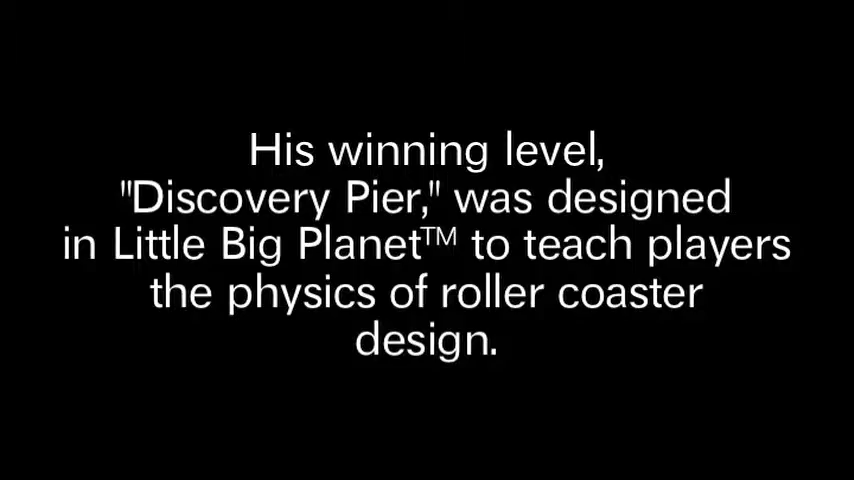 His winning level,
"Discovery Pier," was designed
in Little Big Planet™ to teach players
the physics of roller coaster
design.